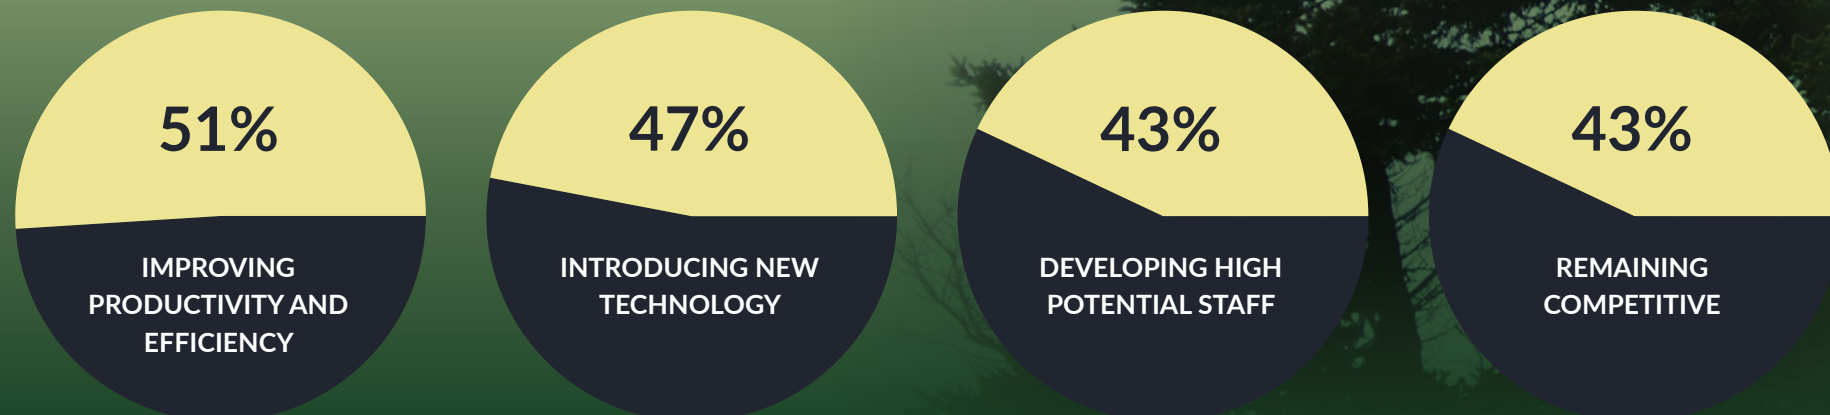 51%
IMPROVING
PRODUCTIVITY AND
EFFICIENCY
47%
INTRODUCING NEW
TECHNOLOGY
43%
DEVELOPING HIGH
POTENTIAL STAFF
43%
REMAINING
COMPETITIVE